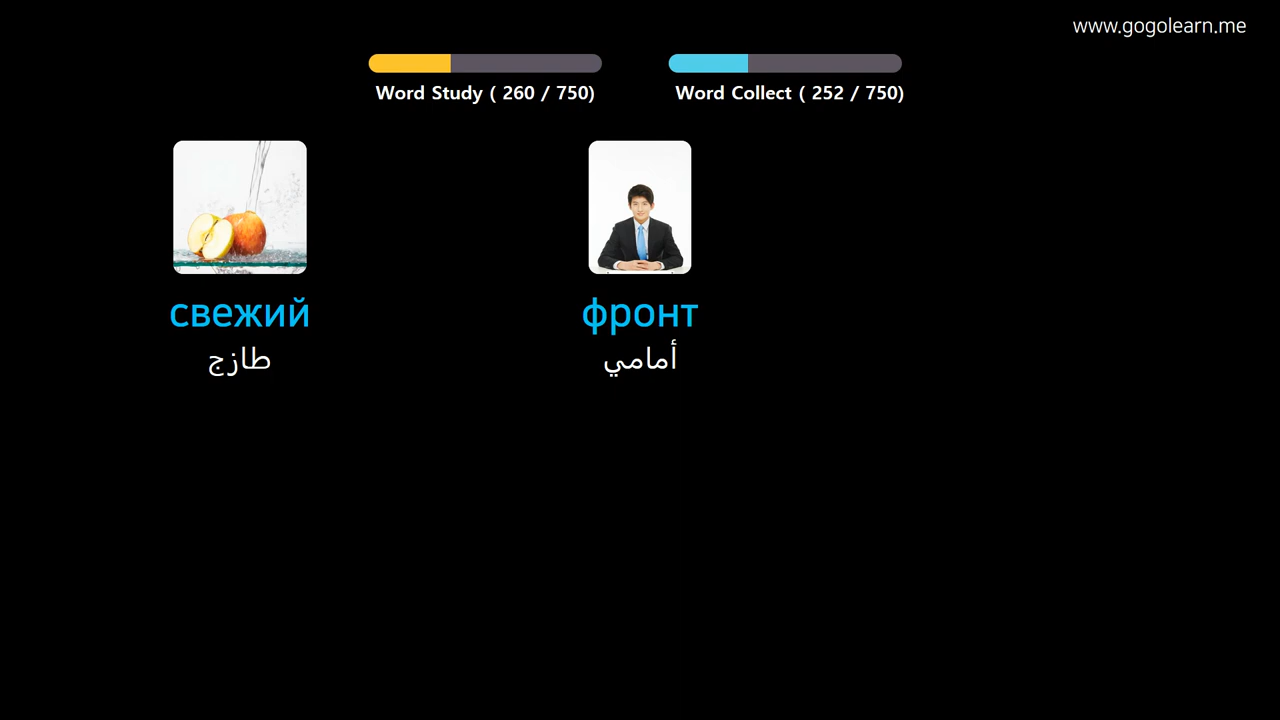 www.gogolearn.me
Word Study ( 260 / 750)
Word Collect ( 252 / 750)
свежий
طازج
фронт
أمامي